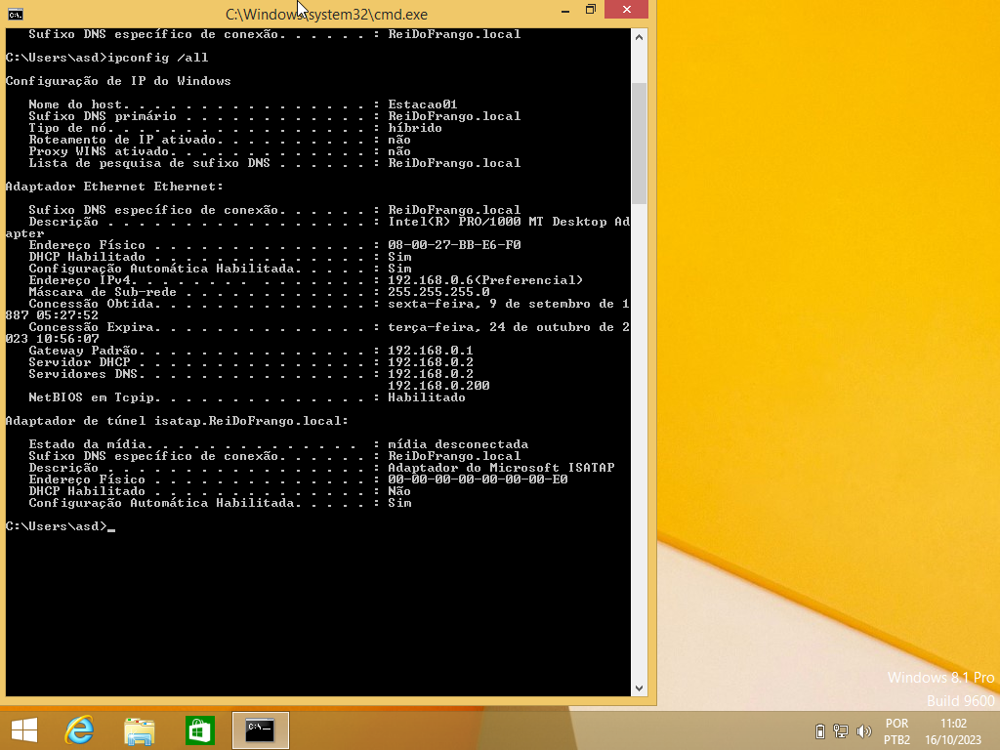 C:\Windows\system32\cmd.exe
Sufixo DNS específico de conexão. . . . . . : ReiDoFrango.local
C:\Users\asd>ipconfig /all
Configuração de IP do Windows
Nome do host. . . . . . . . . . . . . . . . : Estacao01
Sufixo DNS primário . . . . . . . . . . . . : ReiDoFrango.local
Tipo de nó. . . . . . . . . . . . . . . . . : híbrido
Roteamento de IP ativado. . . . . . . . . . : não
Proxy WINS ativado. . . . . . . . . . . . . : não
Lista de pesquisa de sufixo DNS . . . . . . : ReiDoFrango.local
Adaptador Ethernet Ethernet:
Sufixo DNS específico de conexão. . . . . . : ReiDoFrango.local
Descrição . . . . . . . . . . . . . . . . . : Intel(R) PRO/1000 MT Desktop Ad
apter
Endereço Físico . . . . . . . . . . . . . . : 08-00-27-BB-E6-F0
DHCP Habilitado . . . . . . . . . . . . . . : Sim
Configuração Automática Habilitada. . . . . : Sim
Endereço IPv4. . . . . . . . . . . . . . . : 192.168.0.6(Preferencial)
Máscara de Sub-rede . . . . . . . . . . . . : 255.255.255.0
Concessão Obtida. . . . . . . . . . . . . . : sexta-feira, 9 de setembro de 1
887 05:27:52
Concessão Expira. . . . . . . . . . . . . . : terça-feira, 24 de outubro de 2
023 10:56:07
Gateway Padrão. . . . . . . . . . . . . . . : 192.168.0.1
Servidor DHCP . . . . . . . . . . . . . . . : 192.168.0.2
Servidores DNS. . . . . . . . . . . . . . . : 192.168.0.2
192.168.0.200
NetBIOS em Tcpip. . . . . . . . . . . . . . : Habilitado
Adaptador de túnel isatap.ReiDoFrango.local:
Estado da mídia. . . . . . . . . . . . . .  : mídia desconectada
Sufixo DNS específico de conexão. . . . . . : ReiDoFrango.local
Descrição . . . . . . . . . . . . . . . . . : Adaptador do Microsoft ISATAP
Endereço Físico . . . . . . . . . . . . . . : 00-00-00-00-00-00-00-E0
DHCP Habilitado . . . . . . . . . . . . . . : Não
Configuração Automática Habilitada. . . . . : Sim
C:\Users\asd>_
Windows 8.1 Pro
Build 9600
POR
PTB2
11:02
16/10/2023